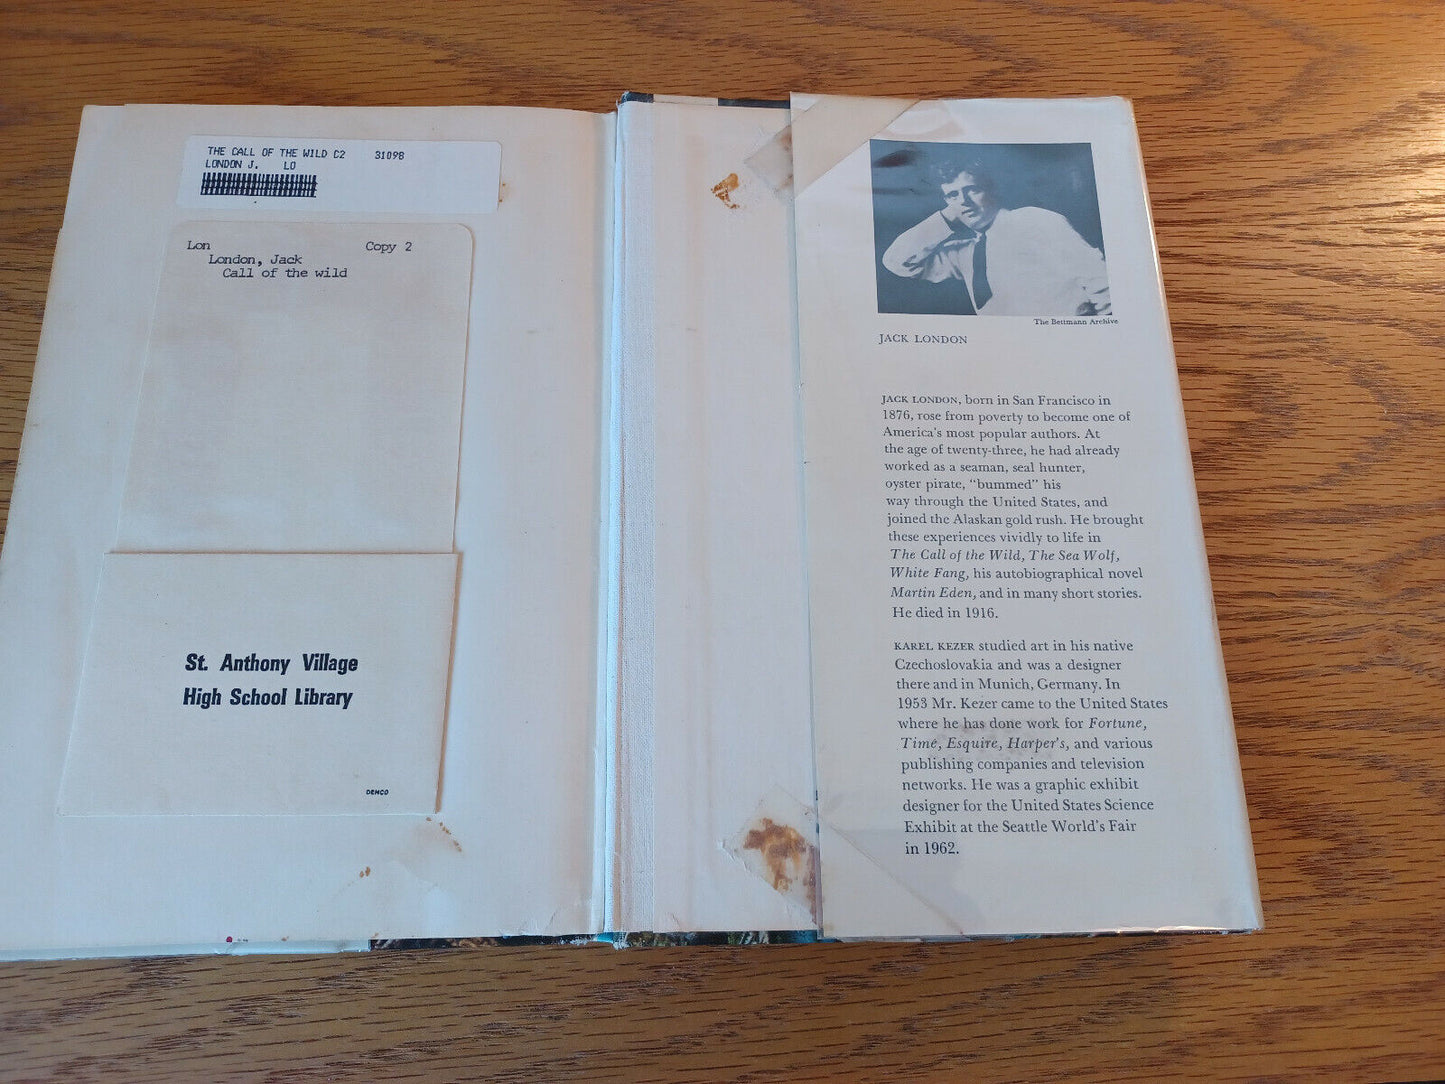 THE CALL OF THE WILD C2 31098
LONDON J. LO
Lon Copy 2
London, Jack
Call of the wild
St. Anthony Village
High School Library
DEMCO
The Bettmann Archive
JACK LONDON
JACK LONDON, born in San Francisco in
1876, rose from poverty to become one of
America's most popular authors. At
the age of twenty-three, he had already
worked as a seaman, seal hunter,
oyster pirate, "bummed" his
way through the United States, and
joined the Alaskan gold rush. He brought
these experiences vividly to life in
The Call of the Wild, The Sea Wolf,
White Fang, his autobiographical novel
Martin Eden, and in many short stories.
He died in 1916.
KAREL KEZER studied art in his native
Czechoslovakia and was a designer
there and in Munich, Germany. In
1953 Mr. Kezer came to the United States
where he has done work for Fortune,
Time, Esquire, Harper's, and various
publishing companies and television
networks. He was a graphic exhibit
designer for the United States Science
Exhibit at the Seattle World's Fair
in 1962.